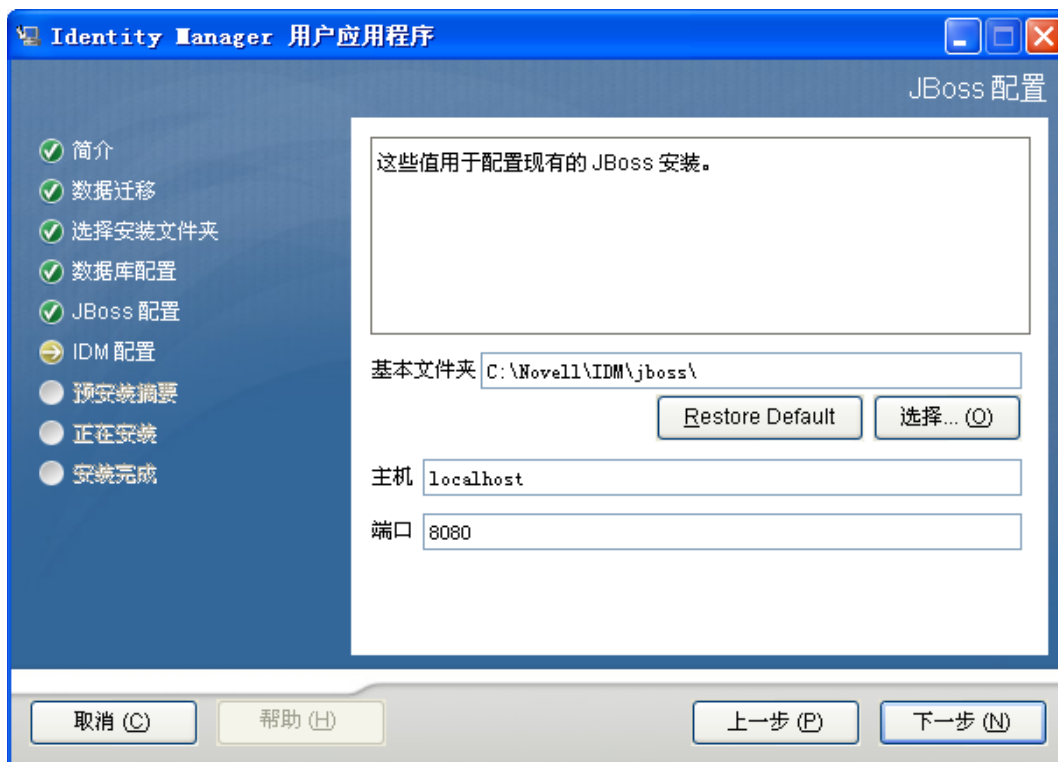 Identity Manager 用户应用程序
JBoss 配置
简介
数据迁移
选择安装文件夹
数据库配置
JBoss 配置
IDM 配置
预安装摘要
正在安装
安装完成
这些值用于配置现有的 JBoss 安装。
基本文件夹 C:\Novell\IDM\jboss\
Restore Default 选择... (O)
主机 localhost
端口 8080
取消 (C) 帮助 (H) 上一步 (P) 下一步 (N)